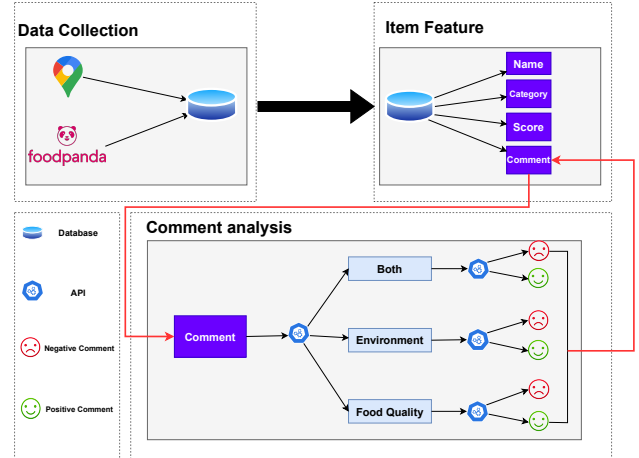 Data Collection
foodpanda
Item Feature
Name
Category
Score
Comment
Database
API
Negative Comment
Positive Comment
Comment analysis
Comment
Both
Environment
Food Quality